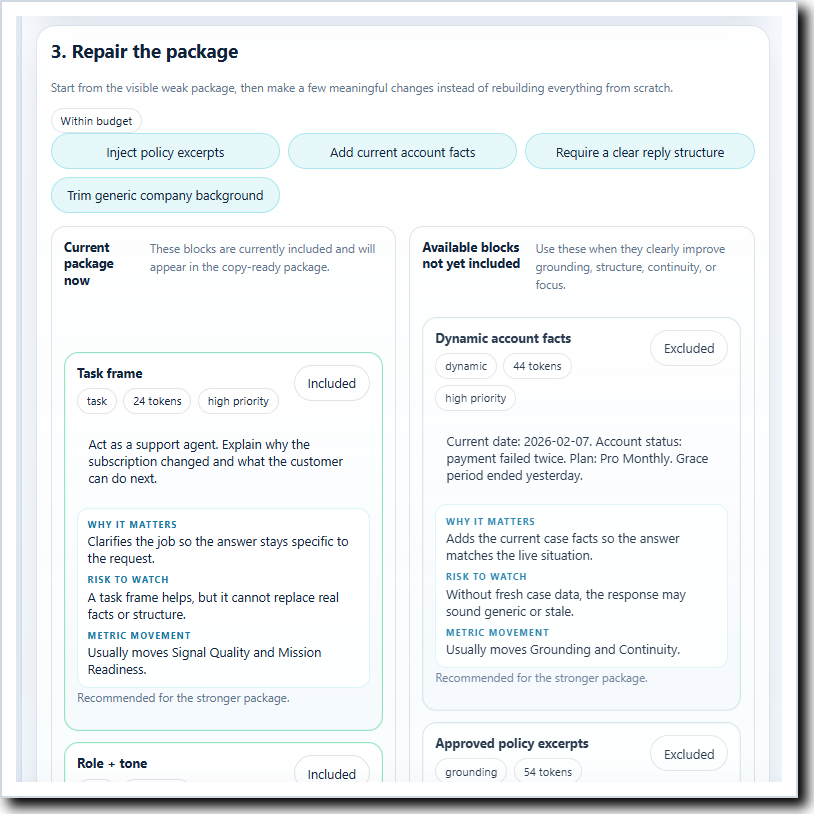 3. Repair the package
Start from the visible weak package, then make a few meaningful changes instead of rebuilding everything from scratch.
Within budget
Inject policy excerpts
Add current account facts
Require a clear reply structure
Trim generic company background
Current
package
now
These blocks are currently included and will
appear in the copy-ready package.
Task frame
Included
task
24 tokens
high priority
Act as a support agent. Explain why the
subscription changed and what the customer
can do next.
WHY IT MATTERS
Clarifies the job so the answer stays specific to
the request.
RISK TO WATCH
A task frame helps, but it cannot replace real
facts or structure.
METRIC MOVEMENT
Usually moves Signal Quality and Mission
Readiness.
Recommended for the stronger package.
Role + tone
Included
Available blocks
not yet included
Use these when they clearly improve
grounding, structure, continuity, or
focus.
Dynamic account facts
Excluded
dynamic
44 tokens
high priority
Current date: 2026-02-07. Account status:
payment failed twice. Plan: Pro Monthly. Grace
period ended yesterday.
WHY IT MATTERS
Adds the current case facts so the answer
matches the live situation.
RISK TO WATCH
Without fresh case data, the response may
sound generic or stale.
METRIC MOVEMENT
Usually moves Grounding and Continuity.
Recommended for the stronger package.
Approved policy excerpts
Excluded
grounding
54 tokens